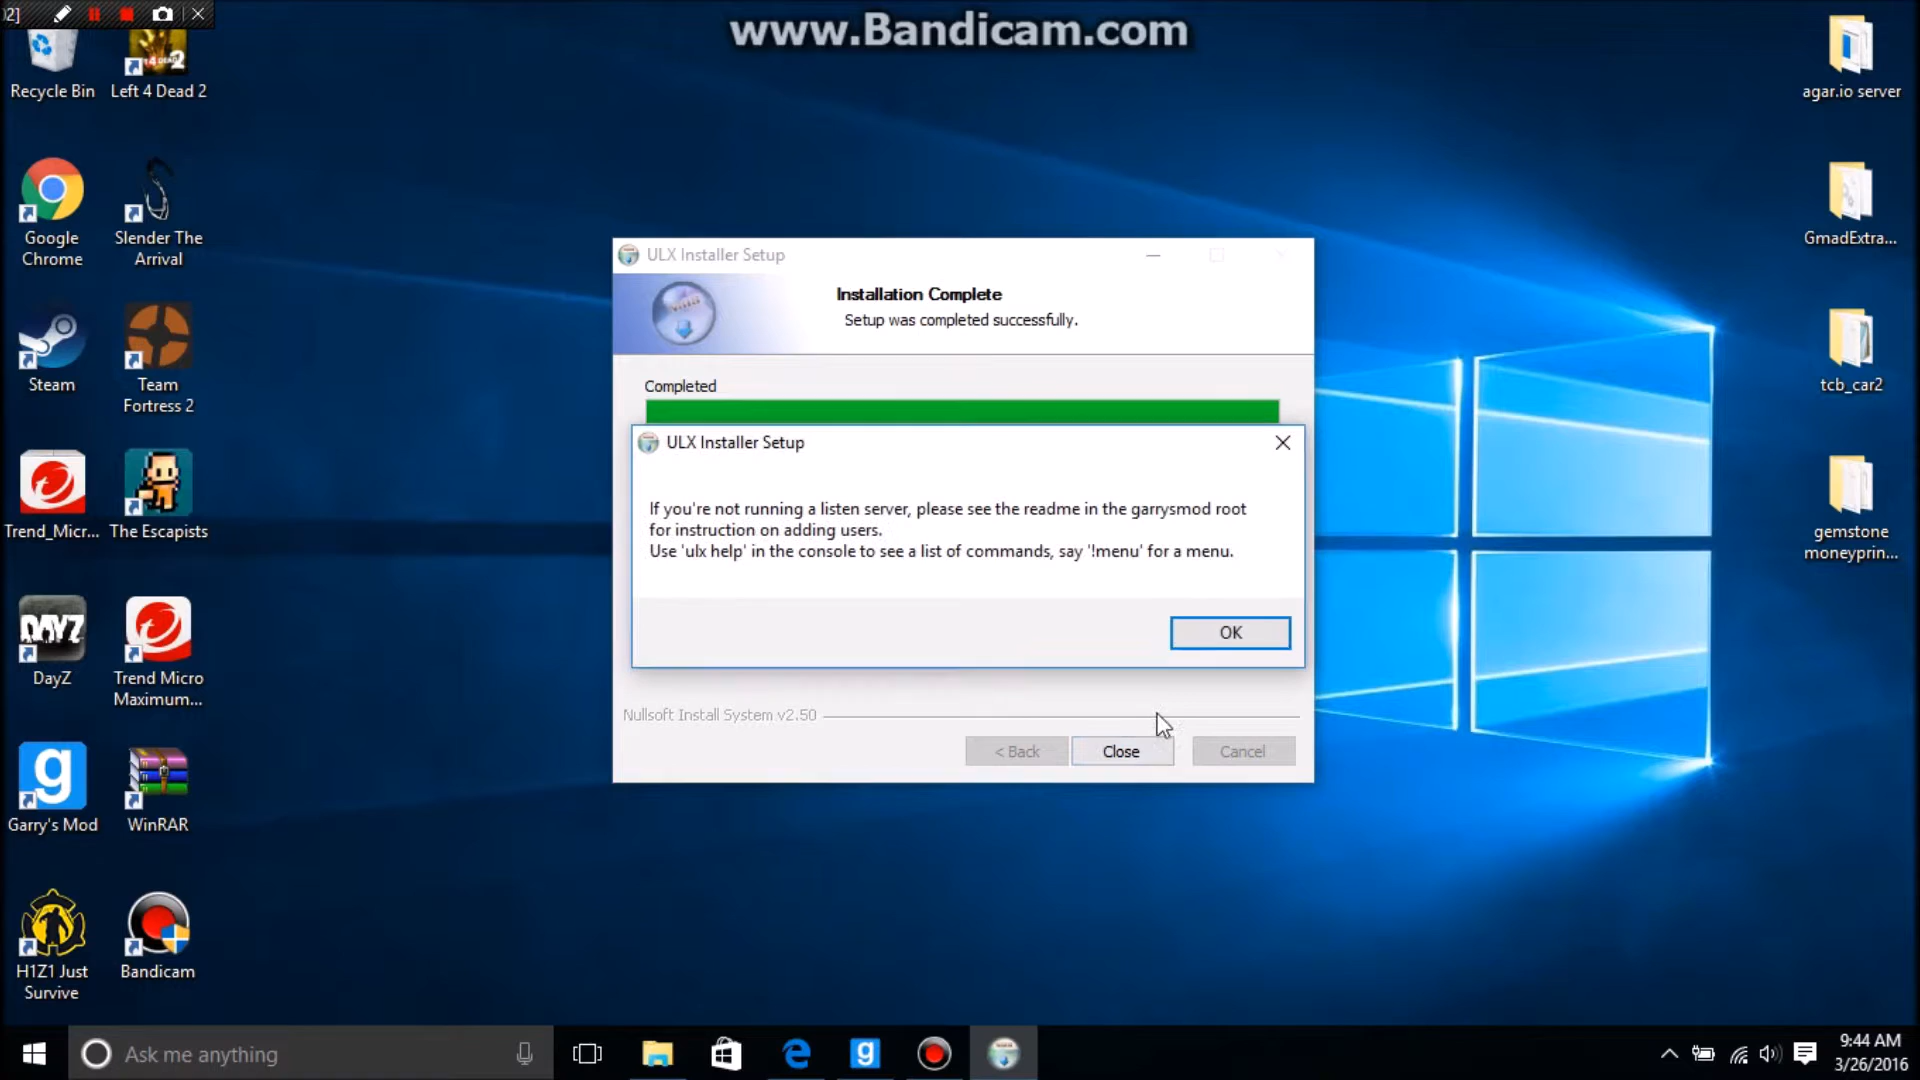 02]
www.Bandicam.com
Recycle Bin
Left 4 Dead 2
Google
Chrome
Slender The
Arrival
Steam
Team
Fortress 2
Trend_Micr...
The Escapists
DAYZ
DayZ
Trend Micro
Maximum...
g
Garry's Mod
WinRAR
H1Z1 Just
Survive
Bandicam
ULX Installer Setup
Installation Complete
Setup was completed successfully.
Completed
ULX Installer Setup
If you're not running a listen server, please see the readme in the garrysmod root
for instruction on adding users.
Use 'ulx help' in the console to see a list of commands, say '!menu' for a menu.
OK
Nullsoft Install System v2.50
< Back
Close
Cancel
agar.io server
GmadExtra...
tcb_car2
gemstone
moneyprin...
Ask me anything
g
9:44 AM
3/26/2016